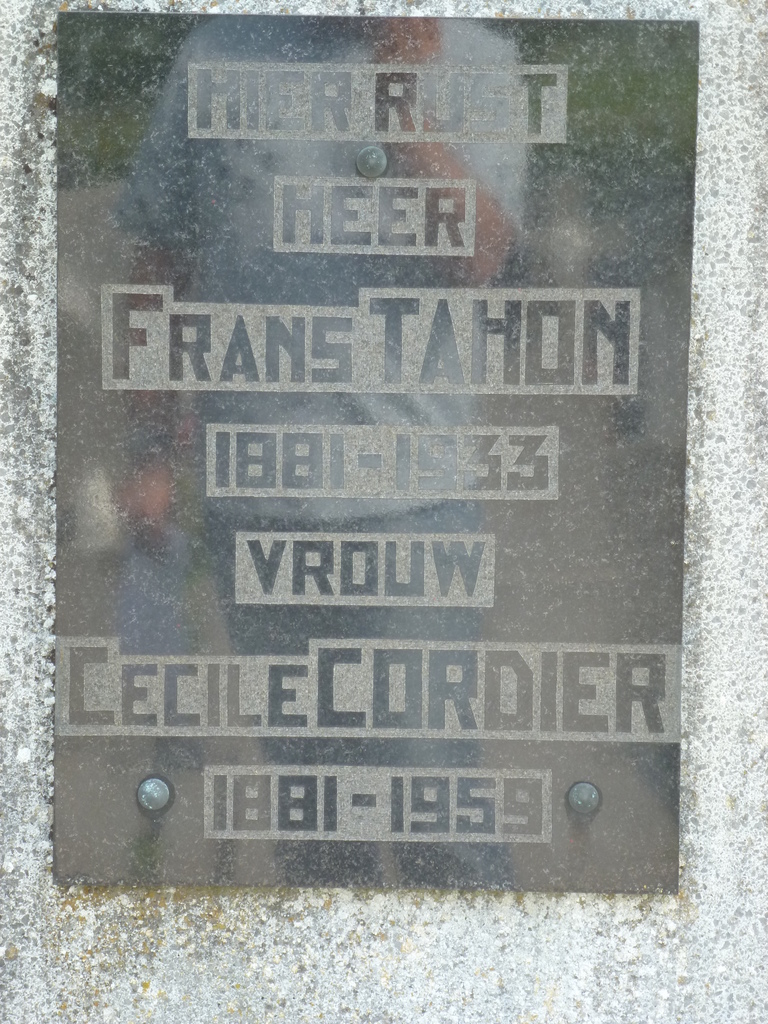 HIER RUST
HEER
FRANS TAHON
1881-1933
VROUW
CECILE CORDIER
1881-1959